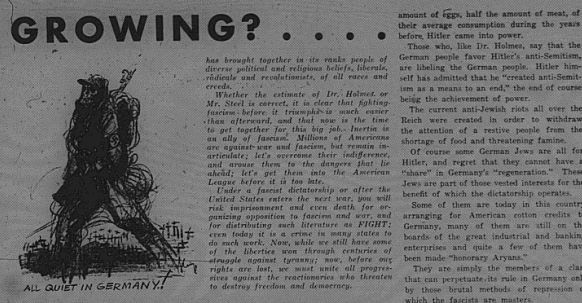 GROWING? . . . . .
ALL QUIET IN GERMANY!
has brought together in its ranks people of
diverse political and religious beliefs, liberals,
radicals and revolutionists, of all races and
creeds.
Whether the estimate of Dr. Holmes or
Mr. Steel is correct, it is clear that fighting
fascism before it triumphs is much easier
than afterward, and that now is the time
to get together for this big job. Inertia is
an ally of fascism. Millions of Americans
are against war and fascism, but remain in-
articulate; let's overcome their indifference,
and arouse them to the dangers that lie
ahead; let's get them into the American
League before it is too late.
Under a fascist dictatorship or after the
United States enters the next war, you will
risk imprisonment and even death for or-
ganizing opposition to fascism and war, and
for distributing such literature as FIGHT;
even today it is a crime in many states to
do such work. Now, while we still have some
of the liberties won through centuries of
struggle against tyranny; now, before our
rights are lost, we must unite all progres-
sives against the reactionaries who threaten
to destroy freedom and democracy.
amount of eggs, half the amount of meat, of
their average consumption during the years
before Hitler came into power.
Those who, like Dr. Holmes, say that the
German people favor Hitler's anti-Semitism,
are libeling the German people. Hitler him-
self has admitted that he "created anti-Semit-
ism as a means to an end," the end of course
being the achievement of power.
The current anti-Jewish riots all over the
Reich were created in order to withdraw
the attention of a restive people from the
shortage of food and threatening famine.
Of course some German Jews are all for
Hitler, and regret that they cannot have a
"share" in Germany's "regeneration." These
Jews are part of those vested interests for the
benefit of which the dictatorship operates.
Some of them are today in this country
arranging for American cotton credits t
Germany, many of them are still on th
boards of the great industrial and bankin
enterprises and quite a few of them hav
been made "honorary Aryans."
They are simply the members of a cla
that can perpetuate its rule in Germany onl
by those brutal methods of repression
which the fascists are masters.